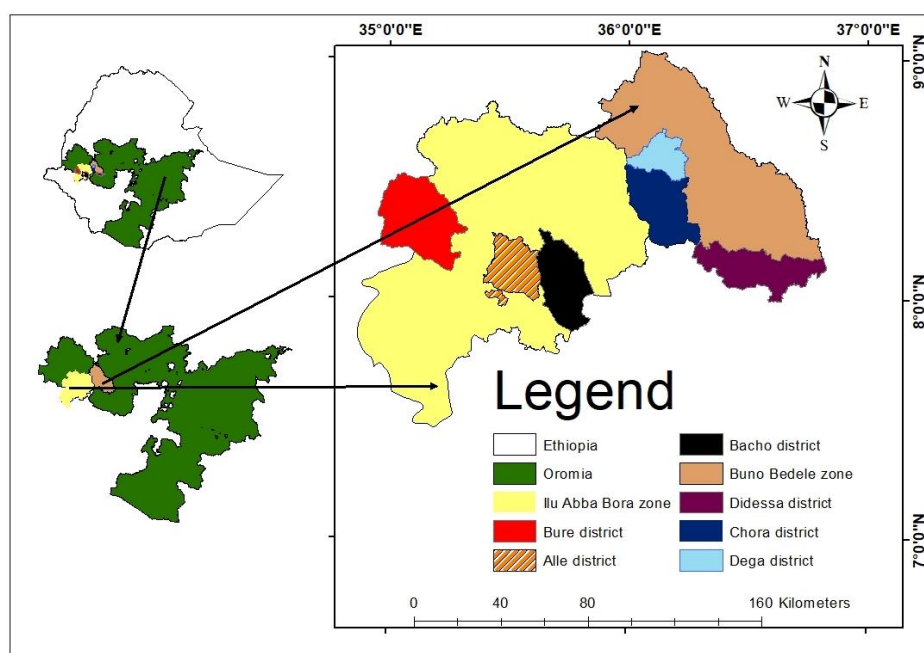 35°0'0"E 36°0'0"E 37°0'0"E
9°0'0"N
N
W E
S
8°0'0"N
Legend
Ethiopia
Oromia
Ilu Abba Bora zone
Bure district
Alle district
Bacho district
Buno Bedele zone
Didessa district
Chora district
Dega district
7°0'0"N
0 40 80 160 Kilometers